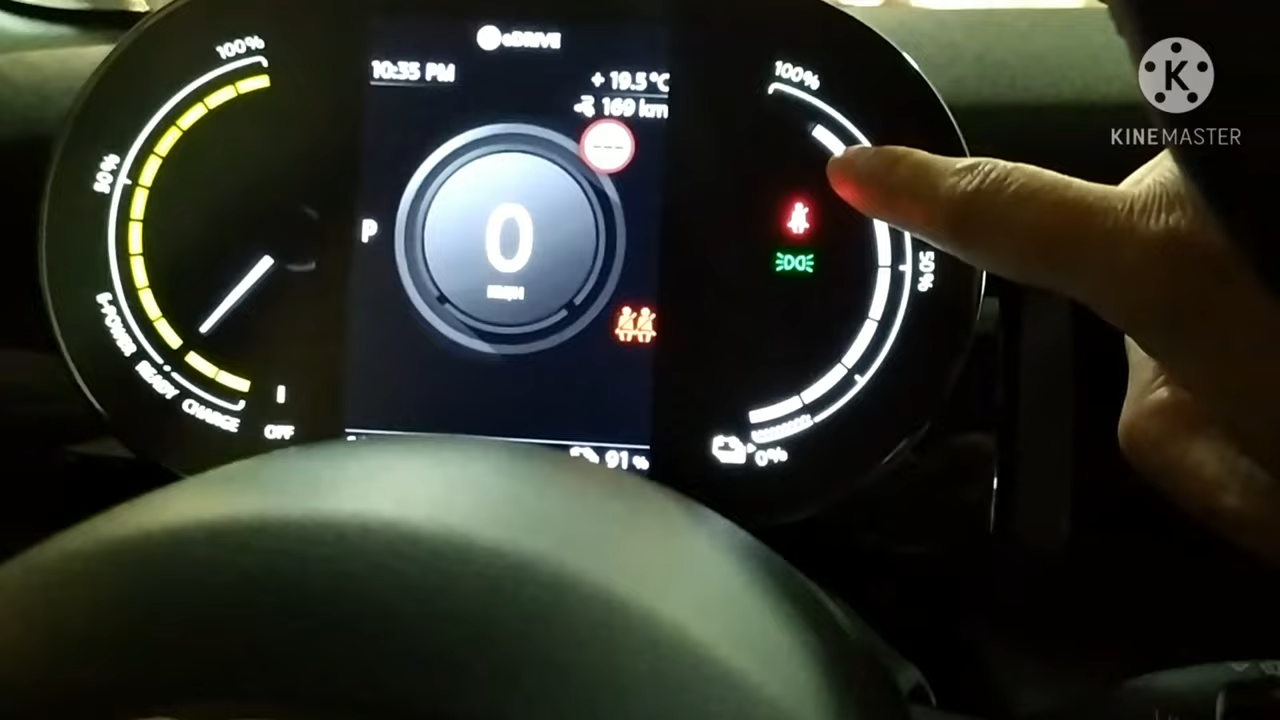 eDRIVE
10:35 PM
+ 19.5 °C
169 km
---
100%
50%
E-POWER READY CHARGE
OFF
P
0
KM/H
91 %
100%
50%
0%
K
KINEMASTER